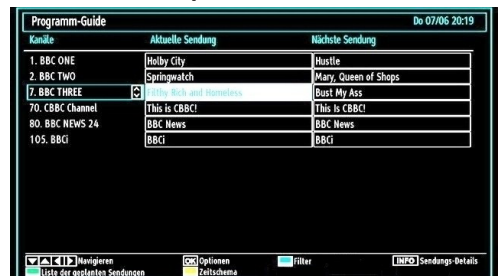 Programm-Guide Do 07/06 20:19
Kanäle Aktuelle Sendung Nächste Sendung
1. BBC ONE Holby City Hustle
2. BBC TWO Springwatch Mary, Queen of Shops
7. BBC THREE Filthy Rich and Homeless Bust My Ass
70. CBBC Channel This is CBBC! This Is CBBC!
80. BBC NEWS 24 BBC News BBC News
105. BBCi BBCi BBCi
Navigieren OK Optionen Filter INFO Sendungs-Details
Liste der geplanten Sendungen Zeitschema